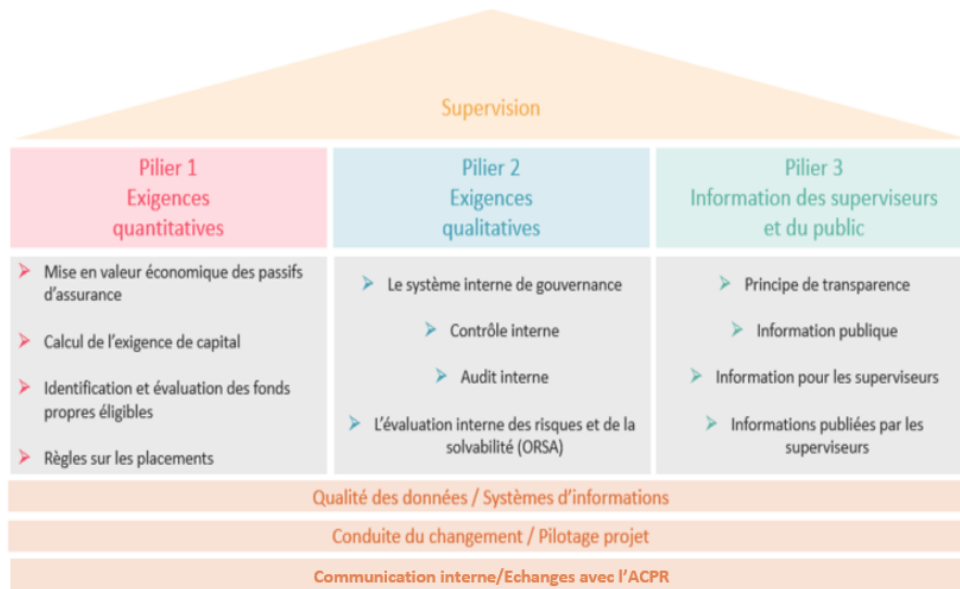 Supervision
Pilier 1
Exigences
quantitatives
Mise en valeur économique des passifs
d'assurance
Calcul de l'exigence de capital
Identification et évaluation des fonds
propres éligibles
Règles sur les placements
Pilier 2
Exigences
qualitatives
Le système interne de gouvernance
Contrôle interne
Audit interne
L'évaluation interne des risques et de la
solvabilité (ORSA)
Pilier 3
Information des superviseurs
et du public
Principe de transparence
Information publique
Information pour les superviseurs
Informations publiées par les
superviseurs
Qualité des données / Systèmes d'informations
Conduite du changement / Pilotage projet
Communication interne/Echanges avec l'ACPR